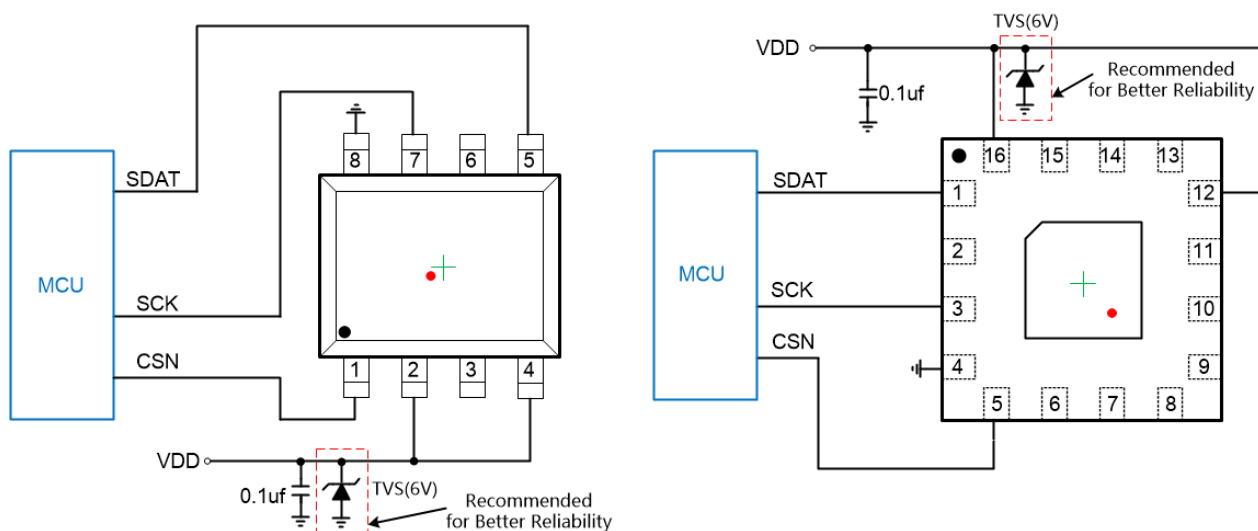 SDAT
MCU
SCK
CSN
8
7
6
5
1
2
3
4
VDD
0.1uf
TVS(6V)
Recommended
for Better Reliability
TVS(6V)
VDD
0.1uf
Recommended
for Better Reliability
SDAT
MCU
SCK
CSN
16
15
14
13
1
12
2
11
3
10
4
9
5
6
7
8